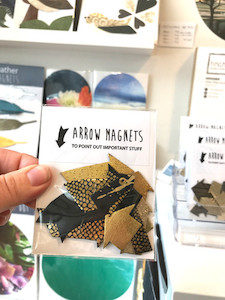 ARROW MAGNETS
TO POINT OUT IMPORTANT STUFF
ARROW MAGNETS
ARROW MAGNETS